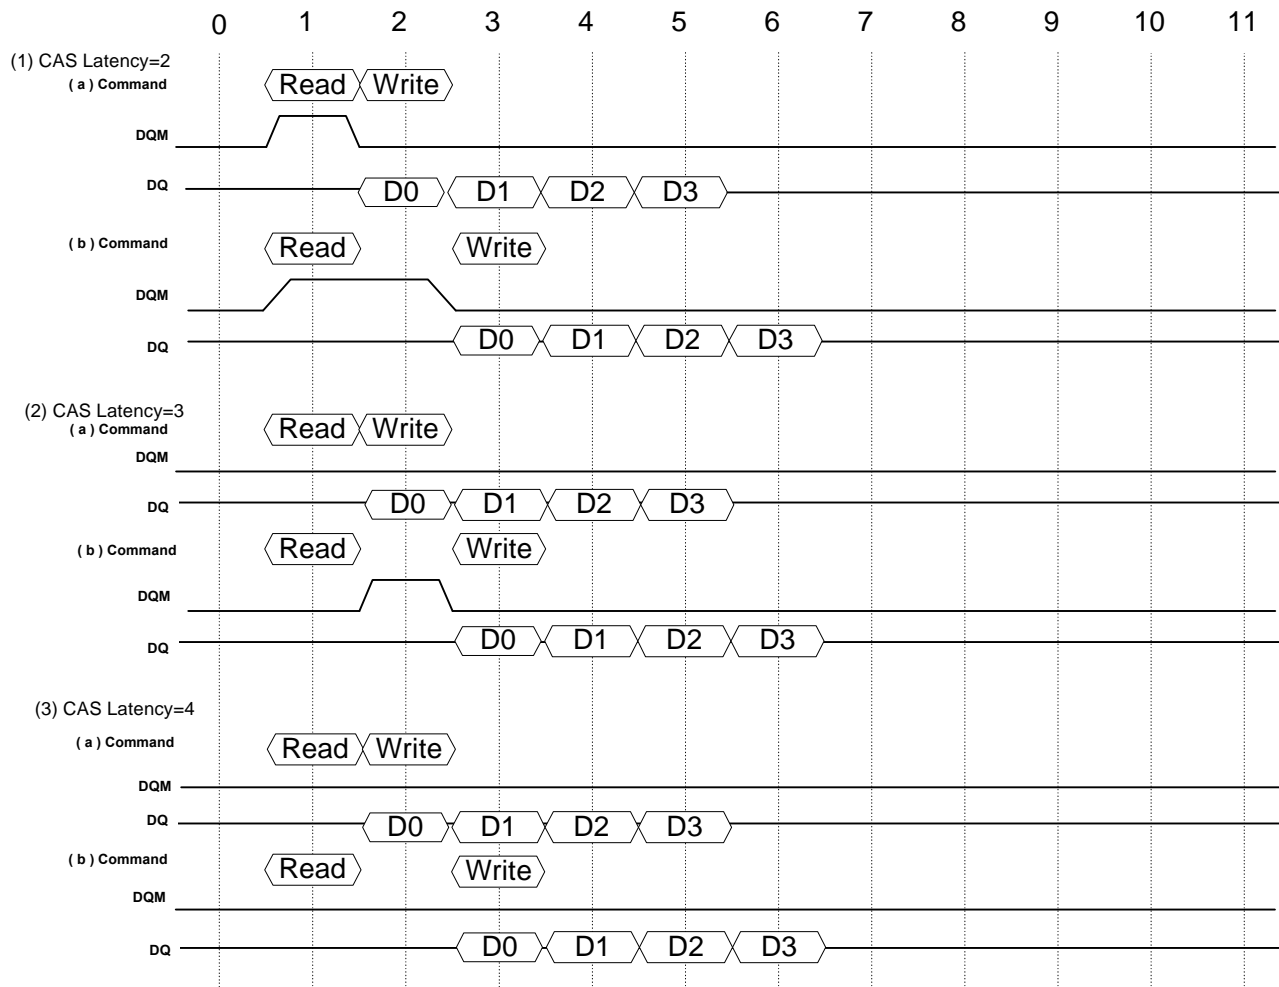 0 1 2 3 4 5 6 7 8 9 10 11
(1) CAS Latency=2
( a ) Command Read Write
DQM
DQ D0 D1 D2 D3
( b ) Command Read Write
DQM
DQ D0 D1 D2 D3
(2) CAS Latency=3
( a ) Command Read Write
DQM
DQ D0 D1 D2 D3
( b ) Command Read Write
DQM
DQ D0 D1 D2 D3
(3) CAS Latency=4
( a ) Command Read Write
DQM
DQ D0 D1 D2 D3
( b ) Command Read Write
DQM
DQ D0 D1 D2 D3